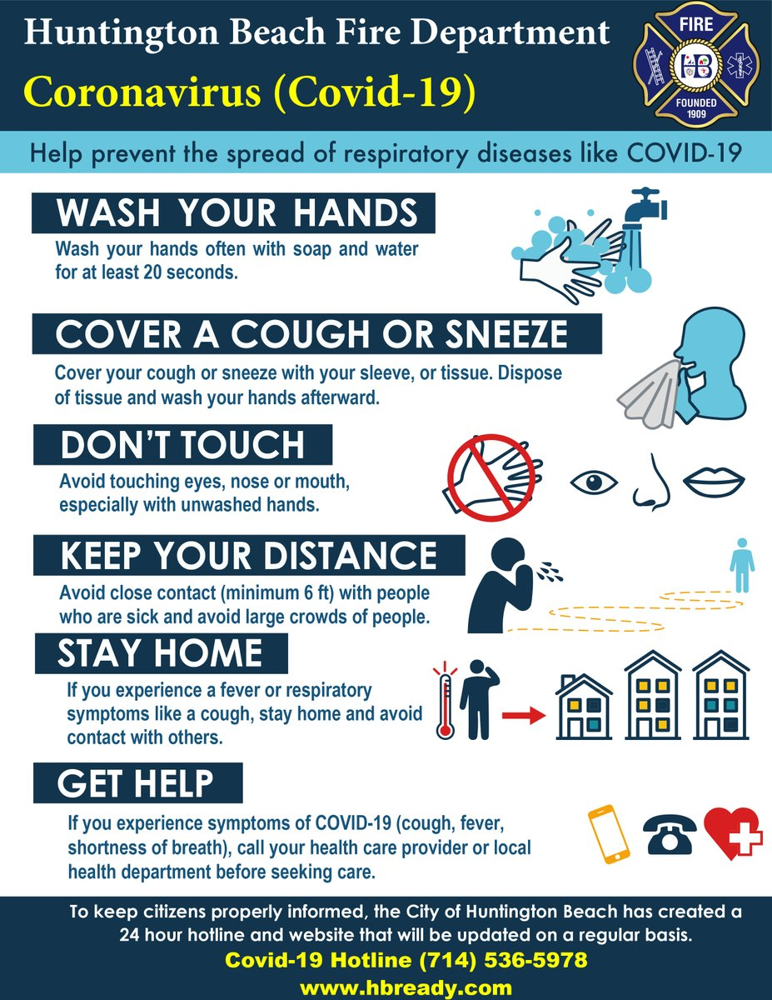 Huntington Beach Fire Department
Coronavirus (Covid-19)
FIRE
HB
FOUNDED
1909
Help prevent the spread of respiratory diseases like COVID-19
WASH YOUR HANDS
Wash your hands often with soap and water
for at least 20 seconds.
COVER A COUGH OR SNEEZE
Cover your cough or sneeze with your sleeve, or tissue. Dispose
of tissue and wash your hands afterward.
DON'T TOUCH
Avoid touching eyes, nose or mouth,
especially with unwashed hands.
KEEP YOUR DISTANCE
Avoid close contact (minimum 6 ft) with people
who are sick and avoid large crowds of people.
STAY HOME
If you experience a fever or respiratory
symptoms like a cough, stay home and avoid
contact with others.
GET HELP
If you experience symptoms of COVID-19 (cough, fever,
shortness of breath), call your health care provider or local
health department before seeking care.
To keep citizens properly informed, the City of Huntington Beach has created a
24 hour hotline and website that will be updated on a regular basis.
Covid-19 Hotline (714) 536-5978
www.hbready.com